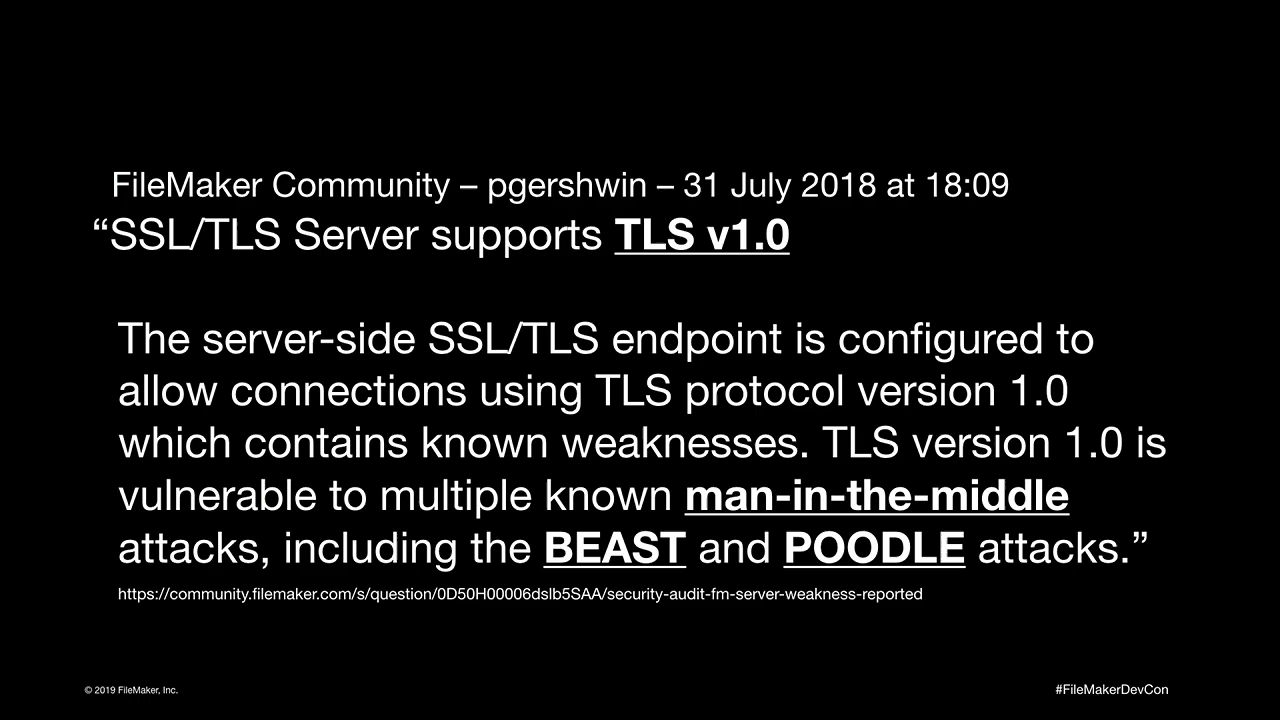 FileMaker Community – pgershwin – 31 July 2018 at 18:09
“SSL/TLS Server supports TLS v1.0
The server-side SSL/TLS endpoint is configured to
allow connections using TLS protocol version 1.0
which contains known weaknesses. TLS version 1.0 is
vulnerable to multiple known man-in-the-middle
attacks, including the BEAST and POODLE attacks.”
https://community.filemaker.com/s/question/0D50H00006dslb5SAA/security-audit-fm-server-weakness-reported
© 2019 FileMaker, Inc.
#FileMakerDevCon